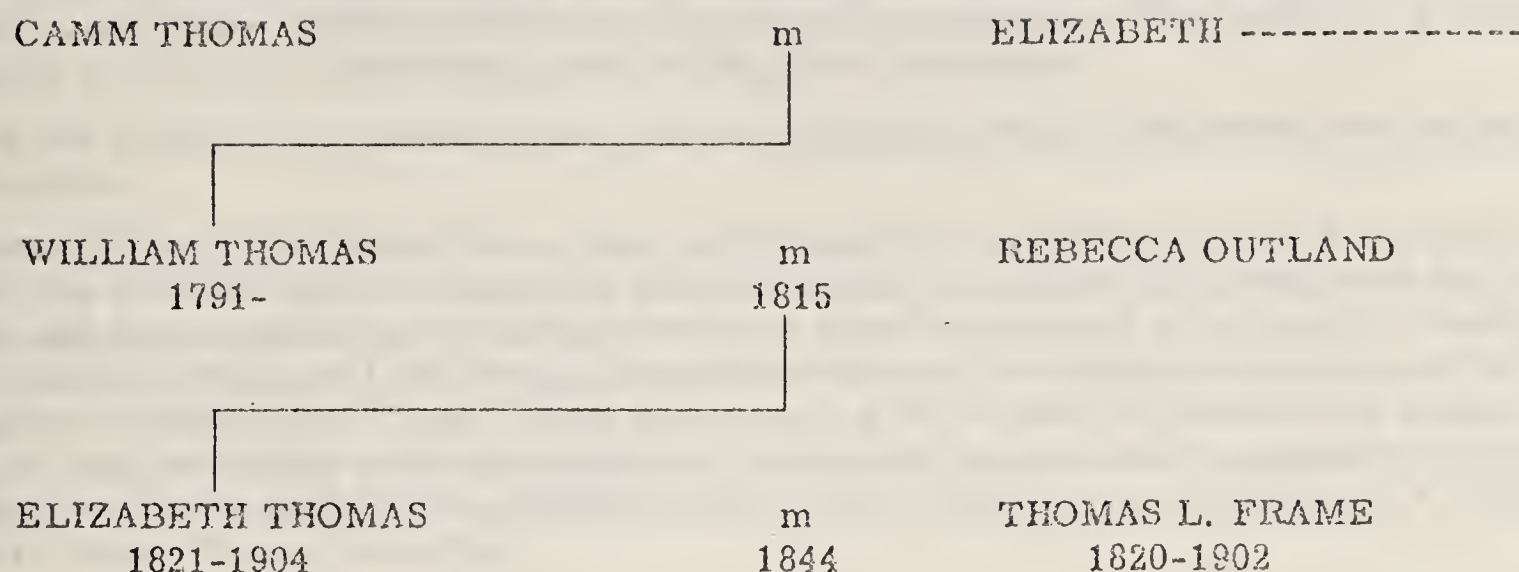 CAMM THOMAS m ELIZABETH --------------
WILLIAM THOMAS m REBECCA OUTLAND
1791- 1815
ELIZABETH THOMAS m THOMAS L. FRAME
1821-1904 1844 1820-1902